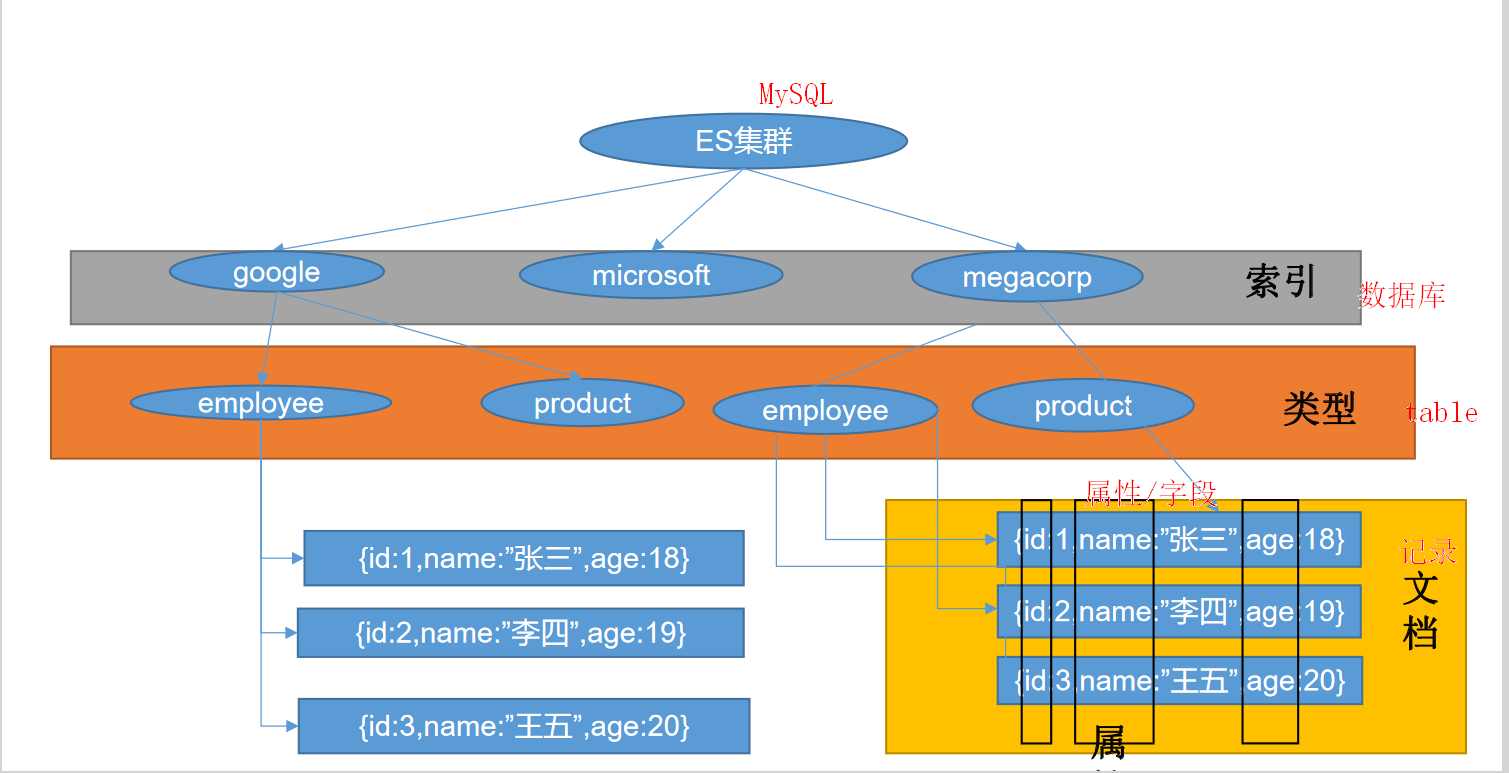 MySQL
ES集群
google
microsoft
megacorp
索引
数据库
employee
product
employee
product
类型
table
属性/字段
{id:1,name:”张三”,age:18}
{id:2,name:”李四”,age:19}
{id:3,name:”王五”,age:20}
{id:1,name:”张三”,age:18}
{id:2,name:”李四”,age:19}
{id:3,name:”王五”,age:20}
记录
文
档
属